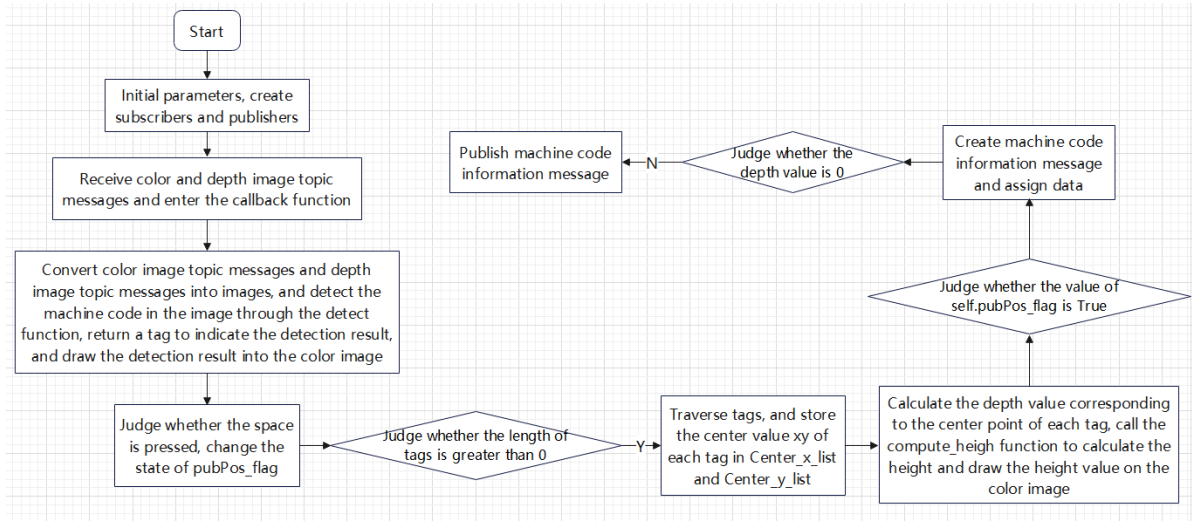 Start
Initial parameters, create
subscribers and publishers
Receive color and depth image topic
messages and enter the callback function
Convert color image topic messages and depth
image topic messages into images, and detect the
machine code in the image through the detect
function, return a tag to indicate the detection result,
and draw the detection result into the color image
Judge whether the space
is pressed, change the
state of pubPos_flag
Judge whether the length of
tags is greater than 0
Y
Traverse tags, and store
the center value xy of
each tag in Center_x_list
and Center_y_list
Calculate the depth value corresponding
to the center point of each tag, call the
compute_heigh function to calculate the
height and draw the height value on the
color image
Judge whether the value of
self.pubPos_flag is True
Create machine code
information message
and assign data
Judge whether the
depth value is 0
N
Publish machine code
information message